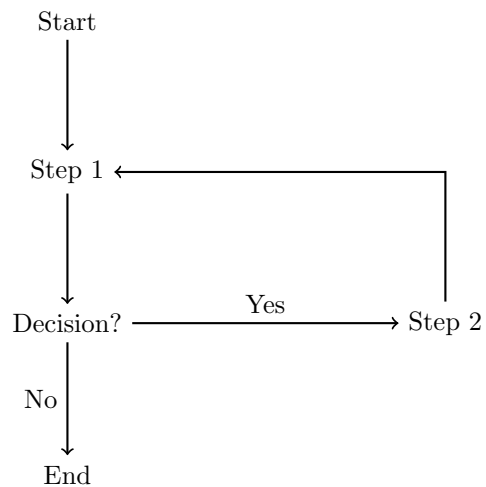 Start
Step 1
Yes
Decision?
Step 2
No
End